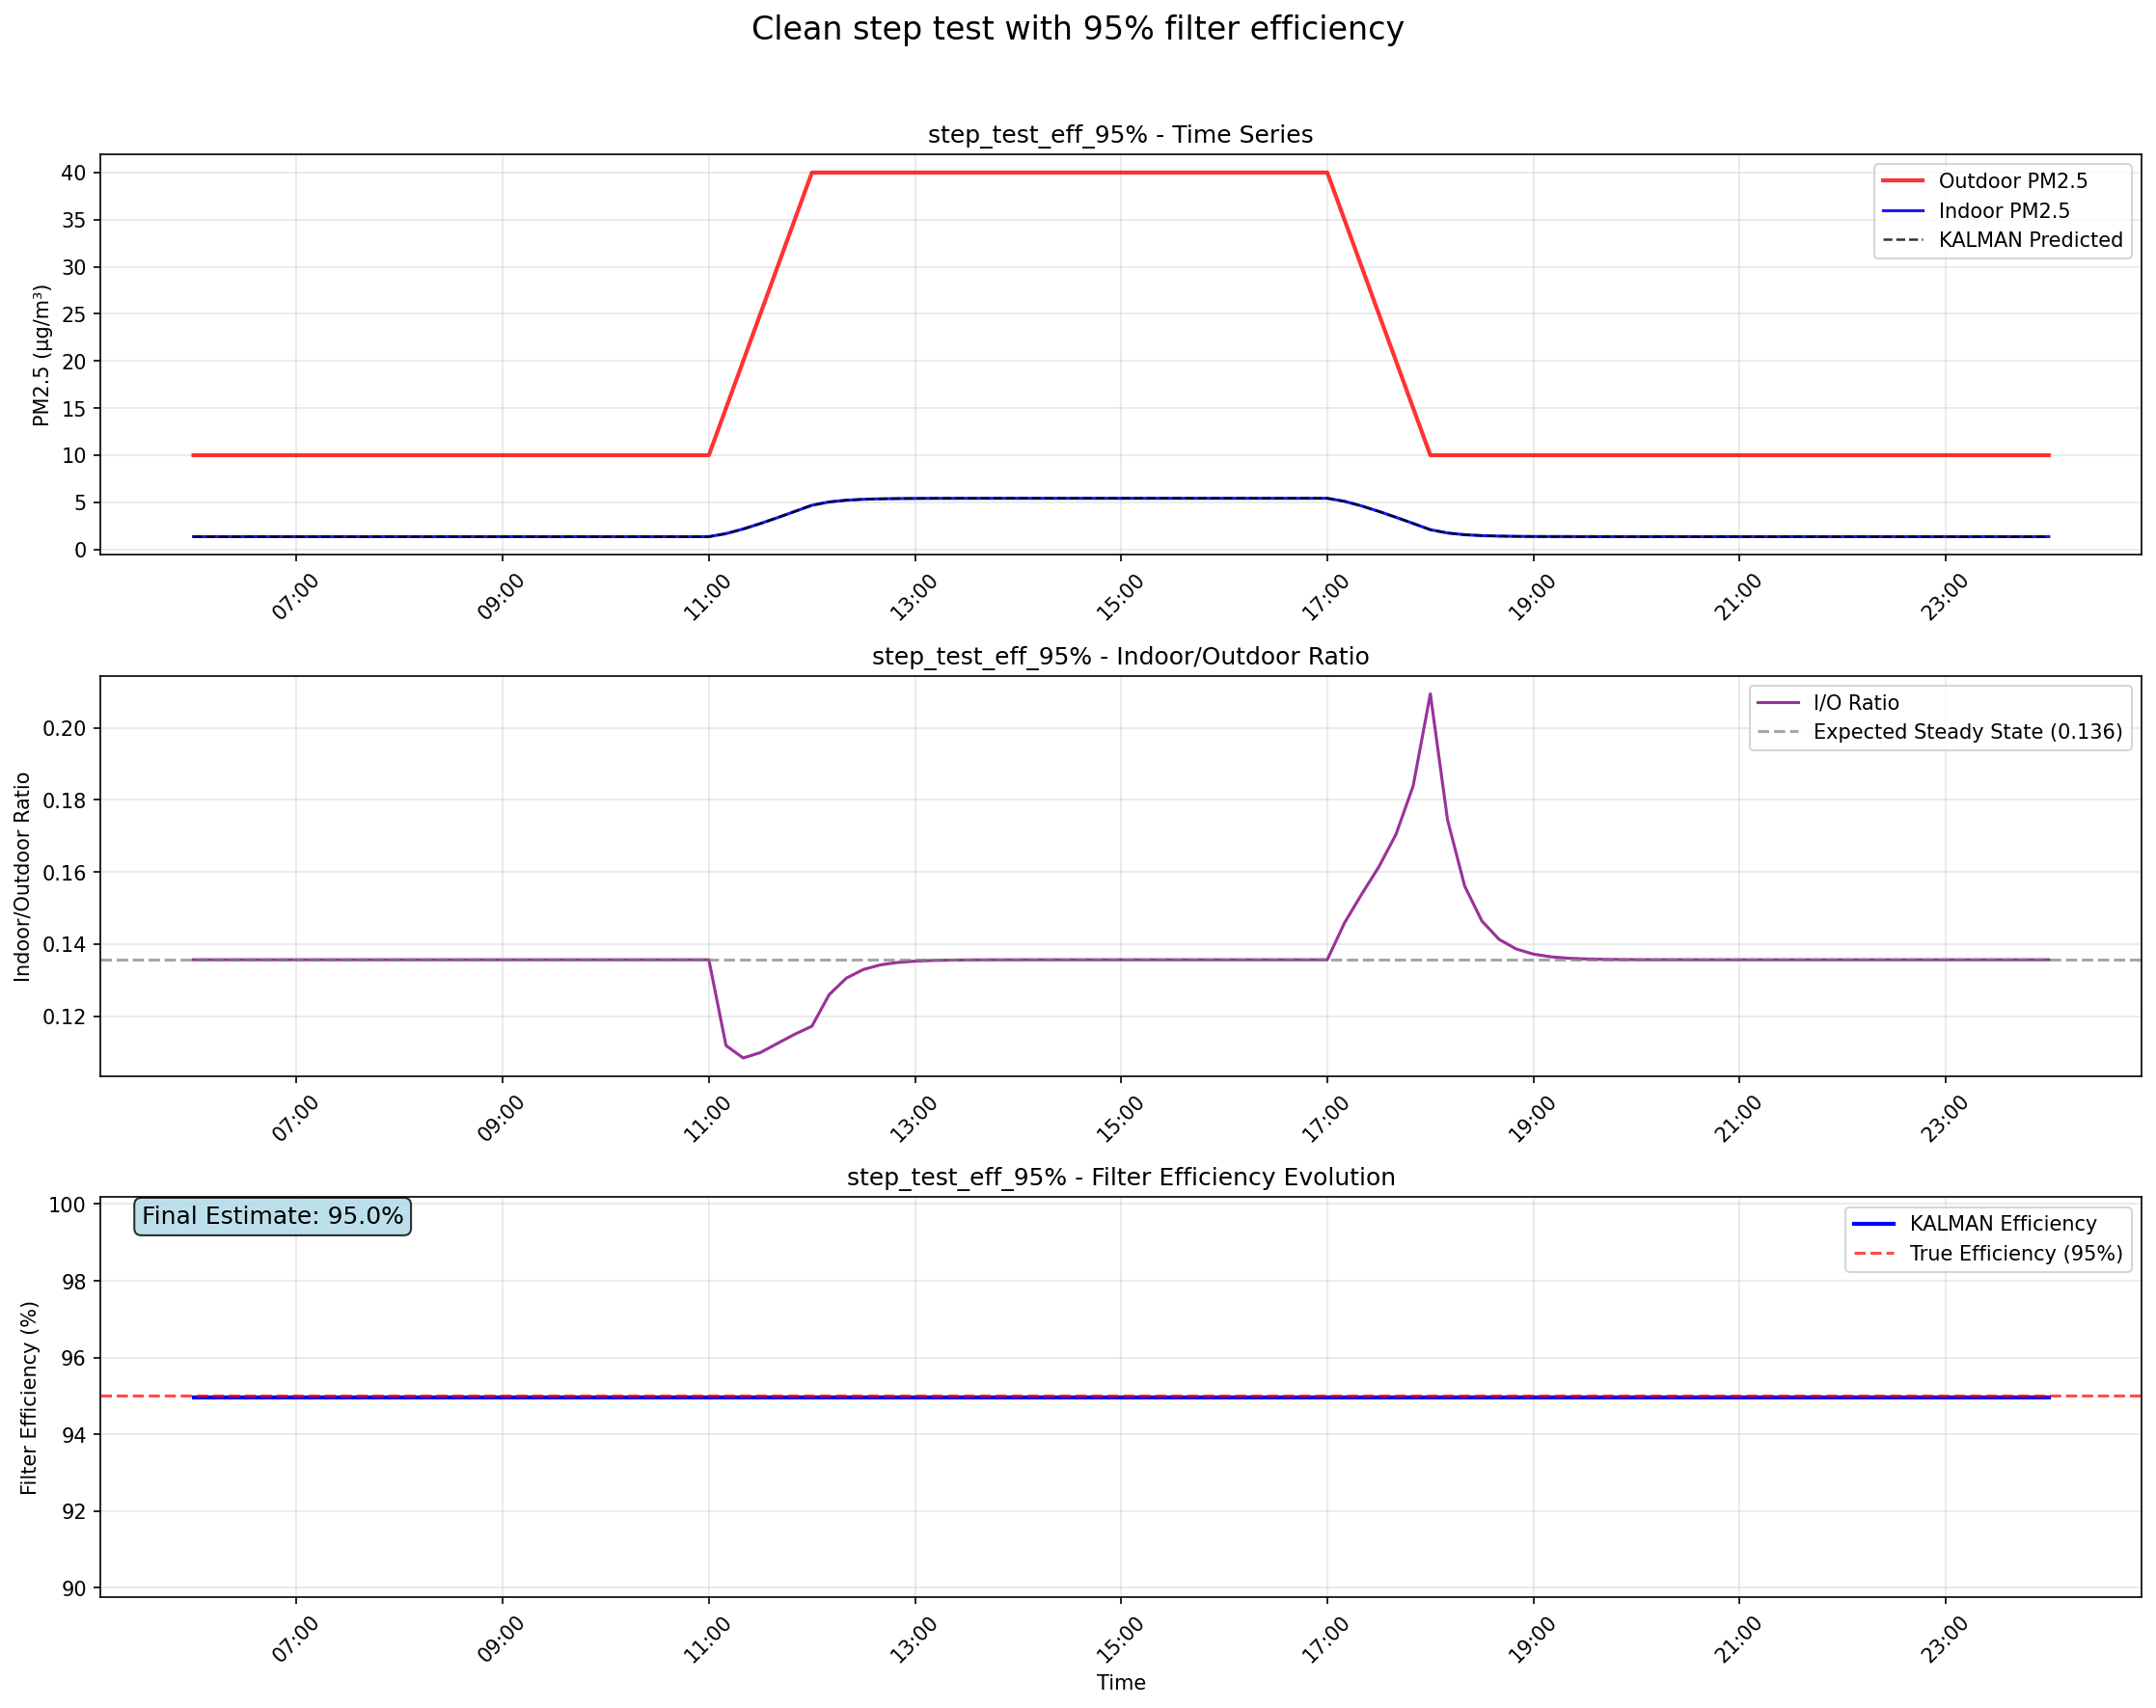 Clean step test with 95% filter efficiency
step_test_eff_95% - Time Series
PM2.5 (µg/m³)
40
35
30
25
20
15
10
5
0
Outdoor PM2.5
Indoor PM2.5
KALMAN Predicted
07:00 09:00 11:00 13:00 15:00 17:00 19:00 21:00 23:00
step_test_eff_95% - Indoor/Outdoor Ratio
Indoor/Outdoor Ratio
0.20
0.18
0.16
0.14
0.12
I/O Ratio
Expected Steady State (0.136)
07:00 09:00 11:00 13:00 15:00 17:00 19:00 21:00 23:00
step_test_eff_95% - Filter Efficiency Evolution
Filter Efficiency (%)
100
98
96
94
92
90
Final Estimate: 95.0%
KALMAN Efficiency
True Efficiency (95%)
07:00 09:00 11:00 13:00 15:00 17:00 19:00 21:00 23:00
Time